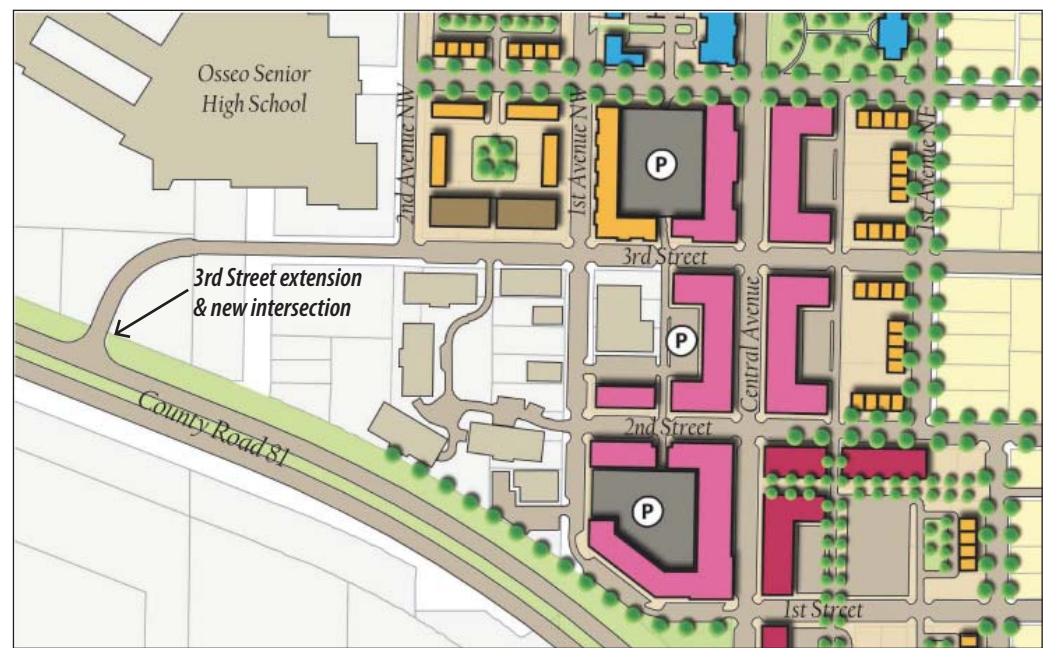 Osseo Senior
High School
2nd Avenue NW
1st Avenue NW
P
1st Avenue NE
3rd Street
3rd Street extension
& new intersection
P
Central Avenue
County Road 81
2nd Street
P
1st Street